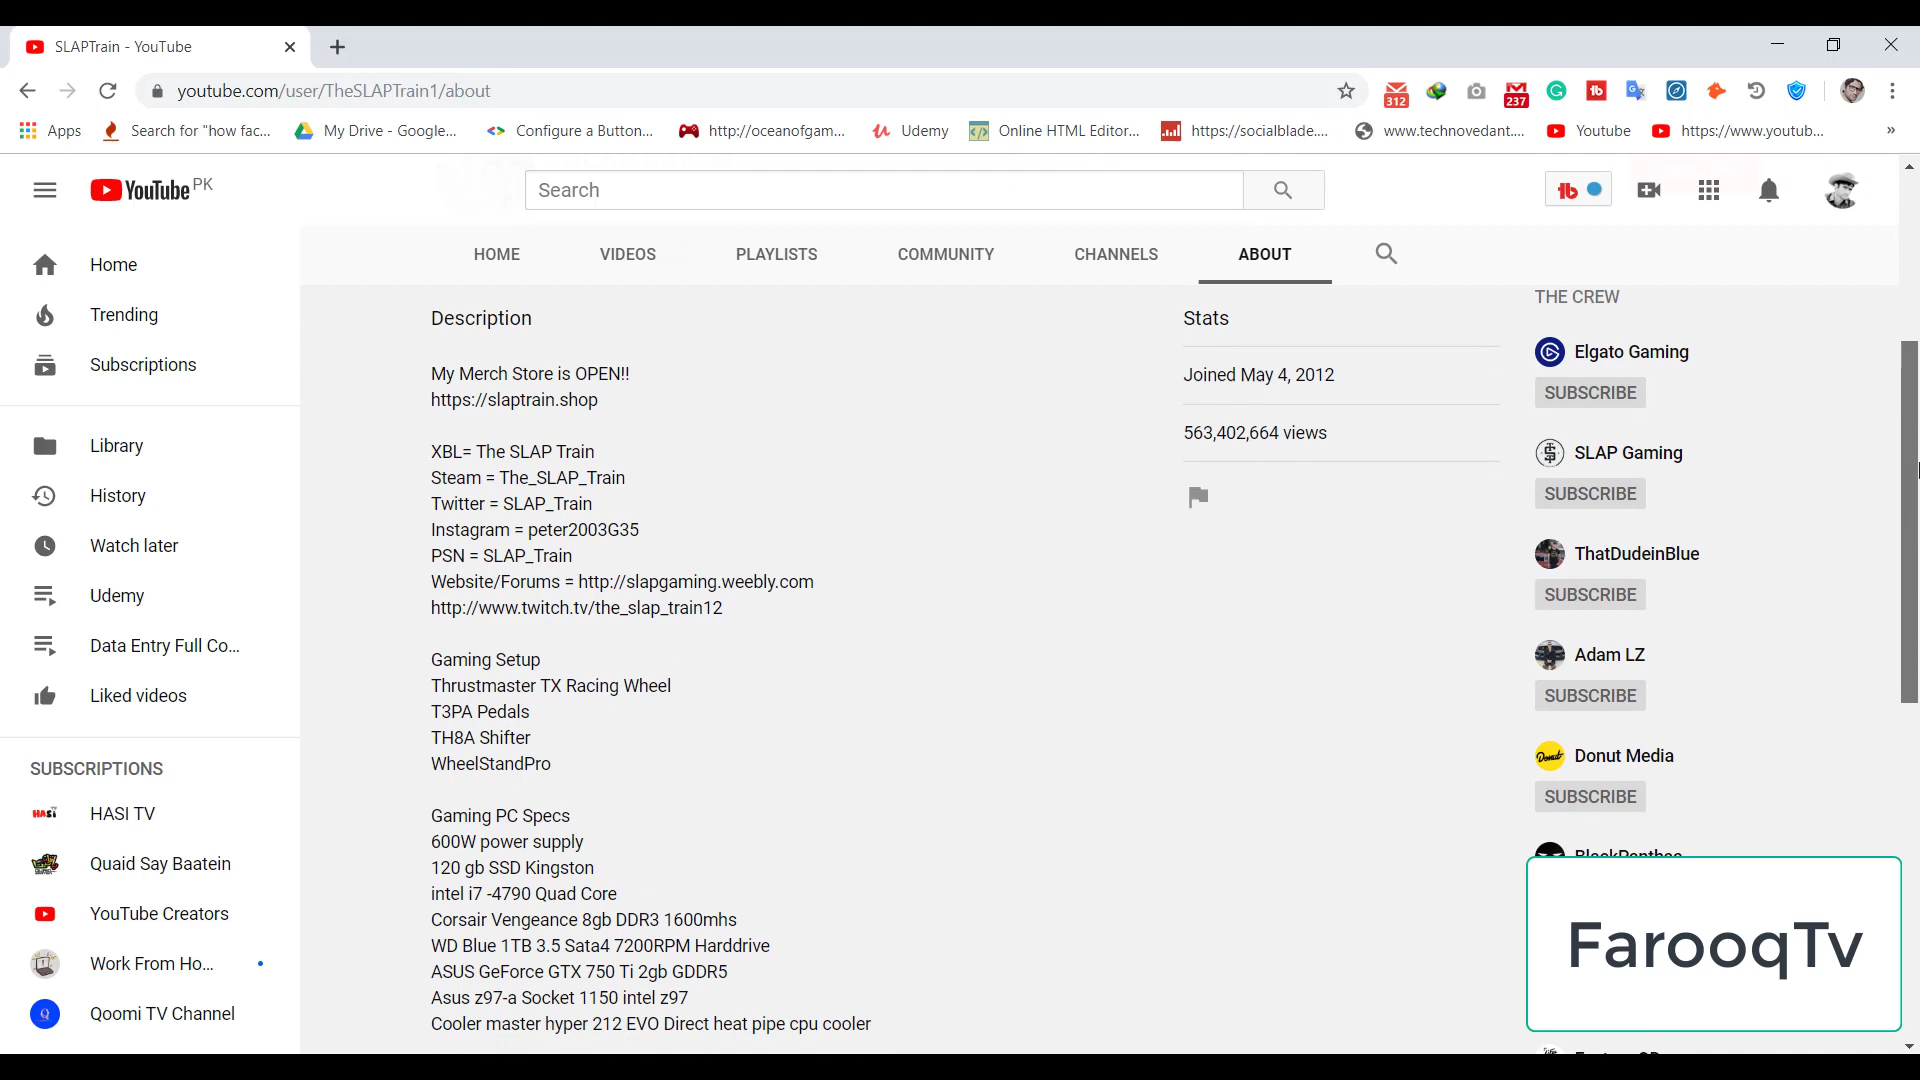 SLAPTrain - YouTube
youtube.com/user/TheSLAPTrain1/about
312
237
Apps
Search for "how fac...
My Drive - Google...
Configure a Button...
http://oceanofgam...
Udemy
Online HTML Editor...
https://socialblade....
www.technovedant....
Youtube
https://www.youtub...
»
YouTube PK
Search
HOME
VIDEOS
PLAYLISTS
COMMUNITY
CHANNELS
ABOUT
Home
Trending
Subscriptions
Library
History
Watch later
Udemy
Data Entry Full Co...
Liked videos
SUBSCRIPTIONS
HASI TV
Quaid Say Baatein
YouTube Creators
Work From Ho...
Qoomi TV Channel
Description
My Merch Store is OPEN!!
https://slaptrain.shop
XBL= The SLAP Train
Steam = The_SLAP_Train
Twitter = SLAP_Train
Instagram = peter2003G35
PSN = SLAP_Train
Website/Forums = http://slapgaming.weebly.com
http://www.twitch.tv/the_slap_train12
Gaming Setup
Thrustmaster TX Racing Wheel
T3PA Pedals
TH8A Shifter
WheelStandPro
Gaming PC Specs
600W power supply
120 gb SSD Kingston
intel i7 -4790 Quad Core
Corsair Vengeance 8gb DDR3 1600mhs
WD Blue 1TB 3.5 Sata4 7200RPM Harddrive
ASUS GeForce GTX 750 Ti 2gb GDDR5
Asus z97-a Socket 1150 intel z97
Cooler master hyper 212 EVO Direct heat pipe cpu cooler
Stats
Joined May 4, 2012
563,402,664 views
THE CREW
Elgato Gaming
SUBSCRIBE
SLAP Gaming
SUBSCRIBE
ThatDudeinBlue
SUBSCRIBE
Adam LZ
SUBSCRIBE
Donut Media
SUBSCRIBE
FarooqTv